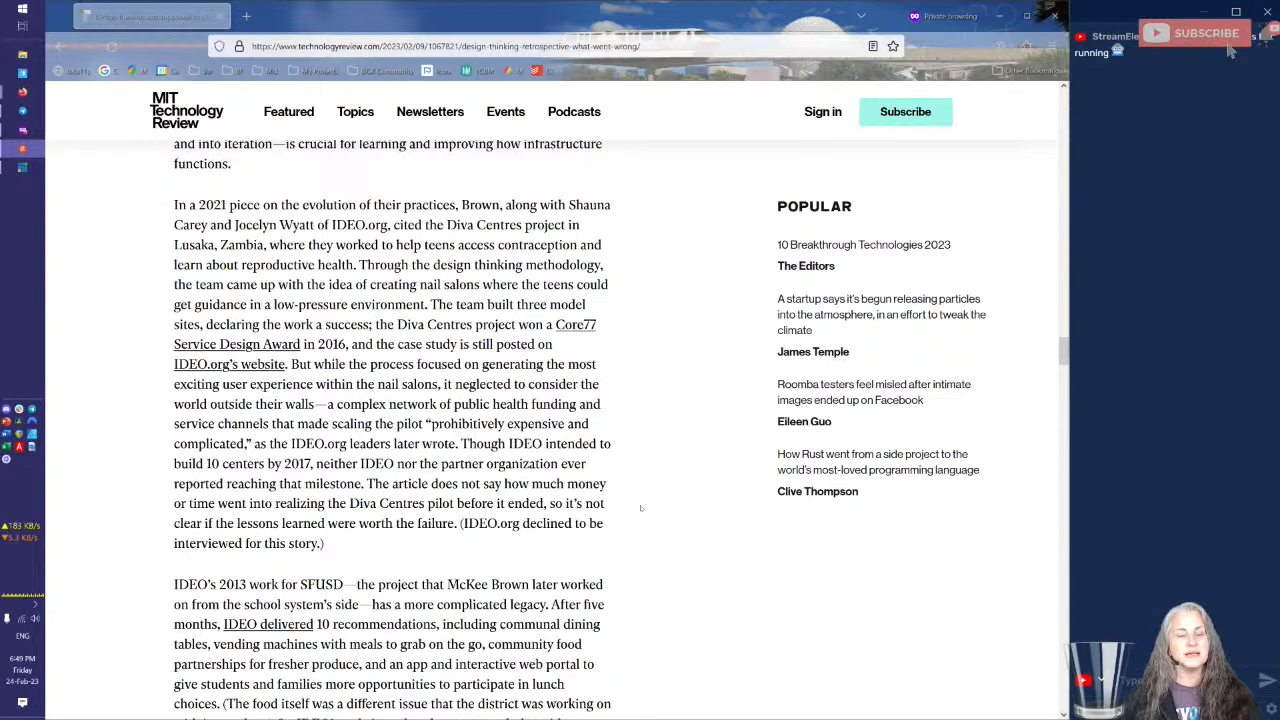 Private browsing
https://www.technologyreview.com/2023/02/09/1067821/design-thinking-retrospective-what-went-wrong/
My Project
DCX Community
Other Bookmarks
StreamEle
running
SUBSCRIBE
MIT
Technology
Review
Featured
Topics
Newsletters
Events
Podcasts
Sign in
Subscribe
and into iteration—is crucial for learning and improving how infrastructure
functions.
In a 2021 piece on the evolution of their practices, Brown, along with Shauna
Carey and Jocelyn Wyatt of IDEO.org, cited the Diva Centres project in
Lusaka, Zambia, where they worked to help teens access contraception and
learn about reproductive health. Through the design thinking methodology,
the team came up with the idea of creating nail salons where the teens could
get guidance in a low-pressure environment. The team built three model
sites, declaring the work a success; the Diva Centres project won a Core77
Service Design Award in 2016, and the case study is still posted on
IDEO.org's website. But while the process focused on generating the most
exciting user experience within the nail salons, it neglected to consider the
world outside their walls—a complex network of public health funding and
service channels that made scaling the pilot “prohibitively expensive and
complicated,” as the IDEO.org leaders later wrote. Though IDEO intended to
build 10 centers by 2017, neither IDEO nor the partner organization ever
reported reaching that milestone. The article does not say how much money
or time went into realizing the Diva Centres pilot before it ended, so it's not
clear if the lessons learned were worth the failure. (IDEO.org declined to be
interviewed for this story.)
IDEO's 2013 work for SFUSD—the project that McKee Brown later worked
on from the school system's side—has a more complicated legacy. After five
months, IDEO delivered 10 recommendations, including communal dining
tables, vending machines with meals to grab on the go, community food
partnerships for fresher produce, and an app and interactive web portal to
give students and families more opportunities to participate in lunch
choices. (The food itself was a different issue that the district was working on
POPULAR
10 Breakthrough Technologies 2023
The Editors
A startup says it's begun releasing particles
into the atmosphere, in an effort to tweak the
climate
James Temple
Roomba testers feel misled after intimate
images ended up on Facebook
Eileen Guo
How Rust went from a side project to the
world's most-loved programming language
Clive Thompson
183 KB/s
5.3 KB/s
ENG
6:49 PM
Friday
24-Feb-23